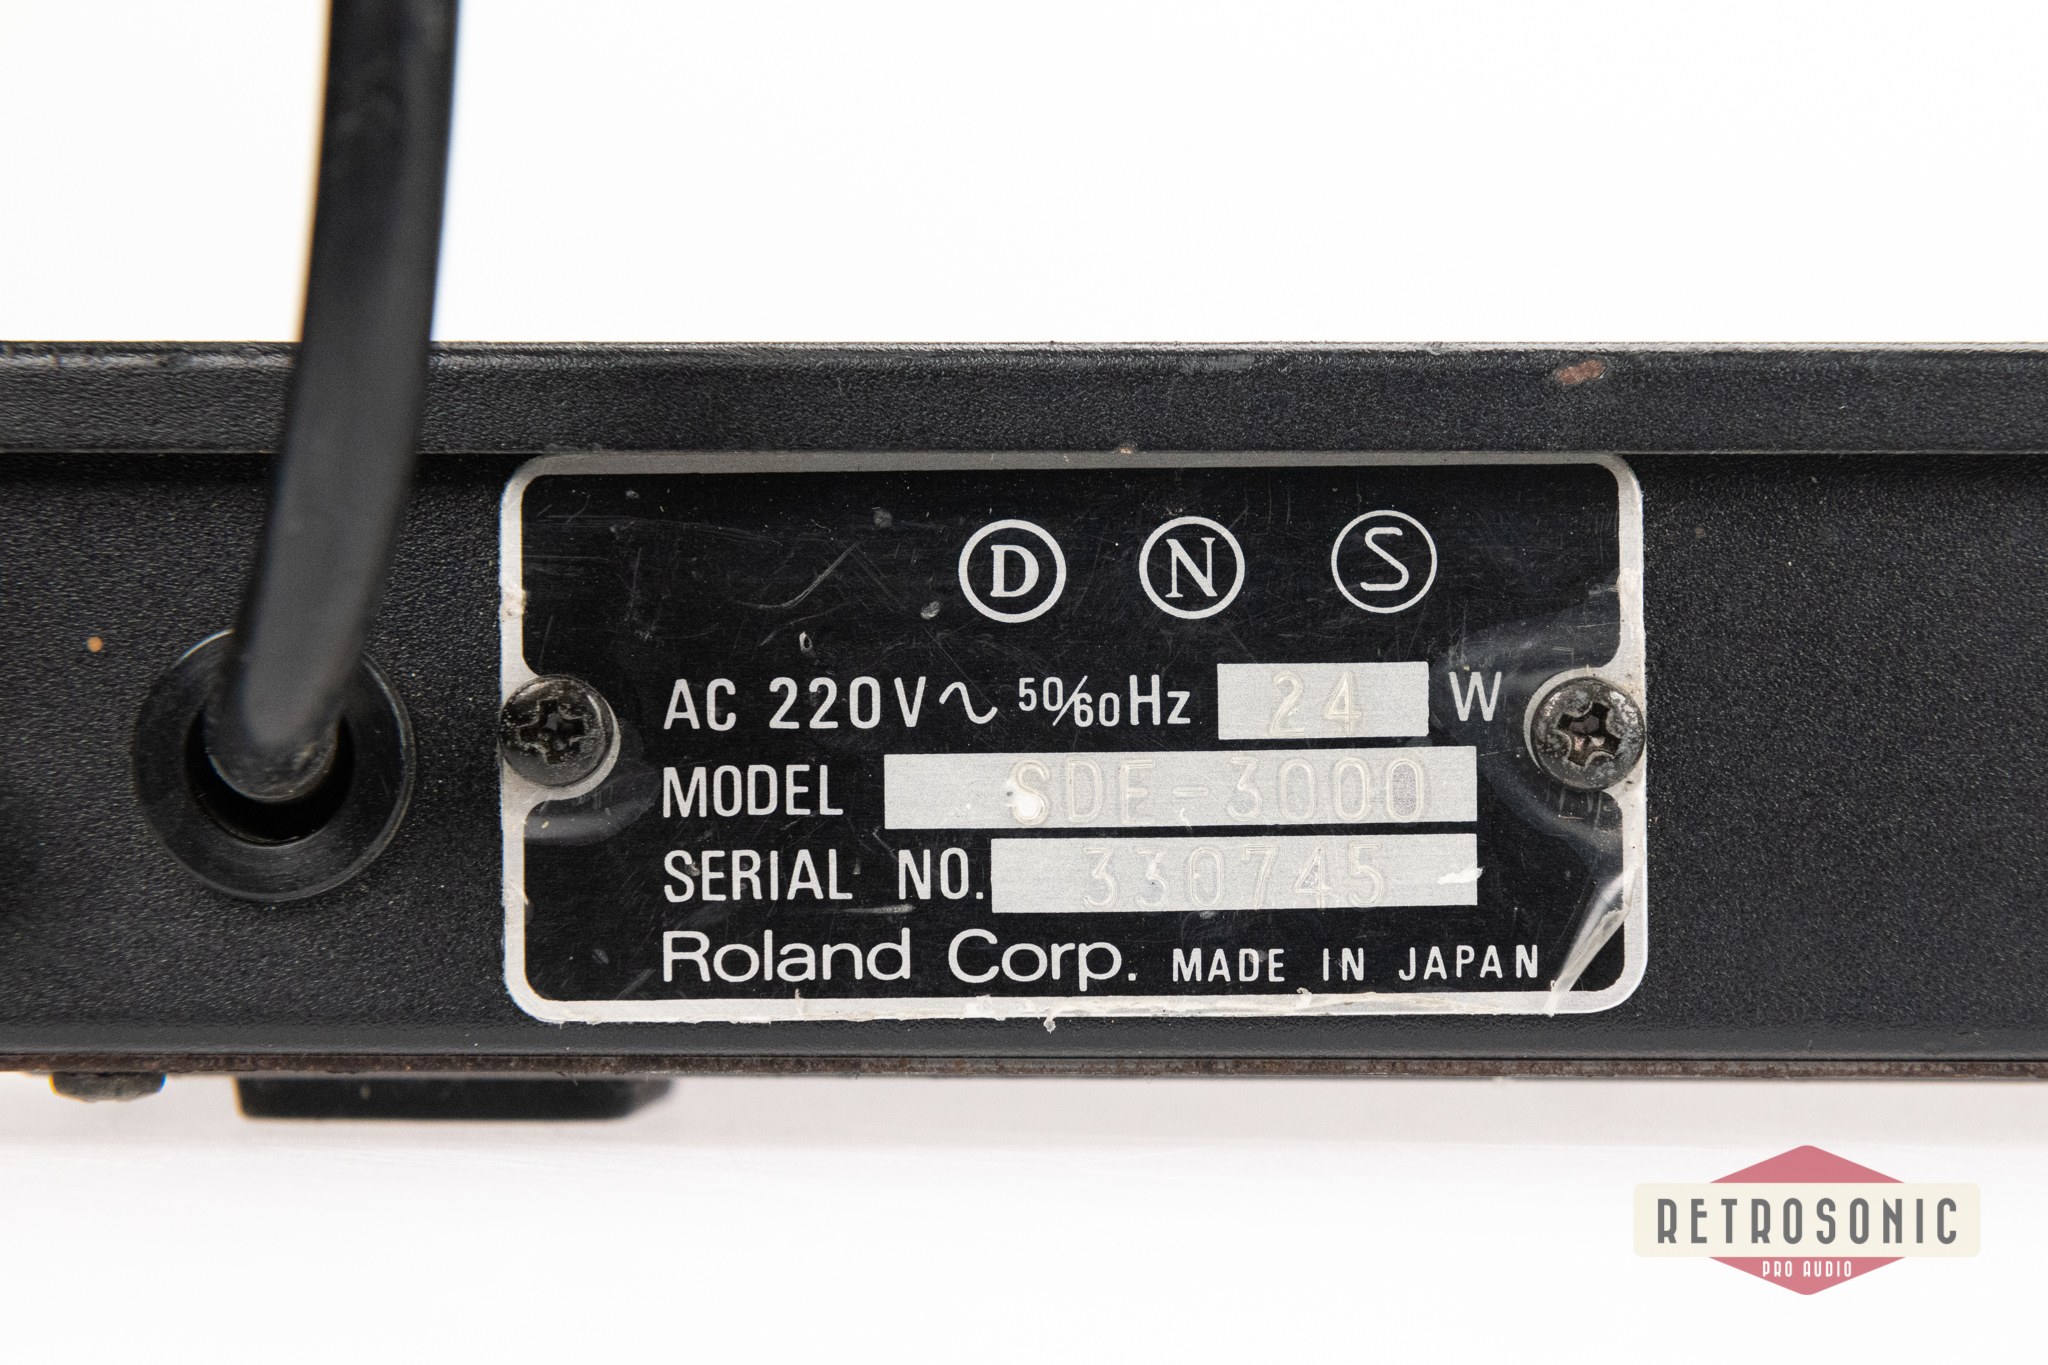 D N S
AC 220V∿ 50/60Hz 24 W
MODEL SDE-3000
SERIAL NO. 330745
Roland Corp. MADE IN JAPAN
RETROSONIC
PRO AUDIO